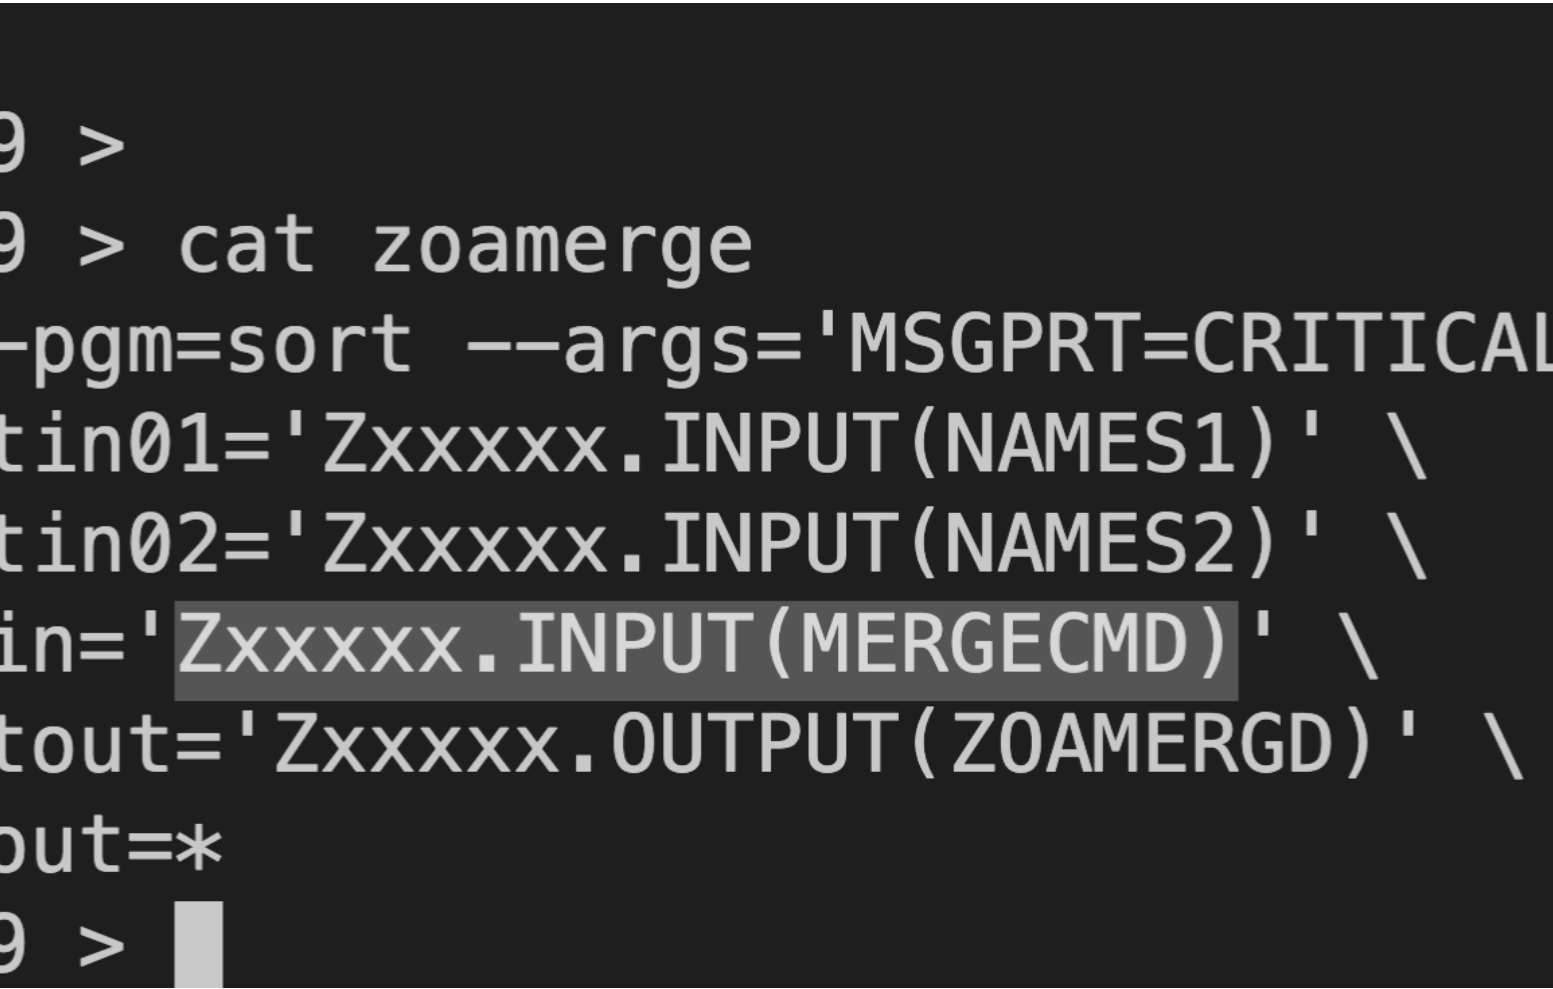 9 >
9 > cat zoamerge
-pgm=sort --args='MSGPRT=CRITICAL
tin01='Zxxxxx.INPUT(NAMES1)' \
tin02='Zxxxxx.INPUT(NAMES2)' \
in='Zxxxxx.INPUT(MERGECMD)' \
tout='Zxxxxx.OUTPUT(ZOAMERGD)' \
out=*
9 >